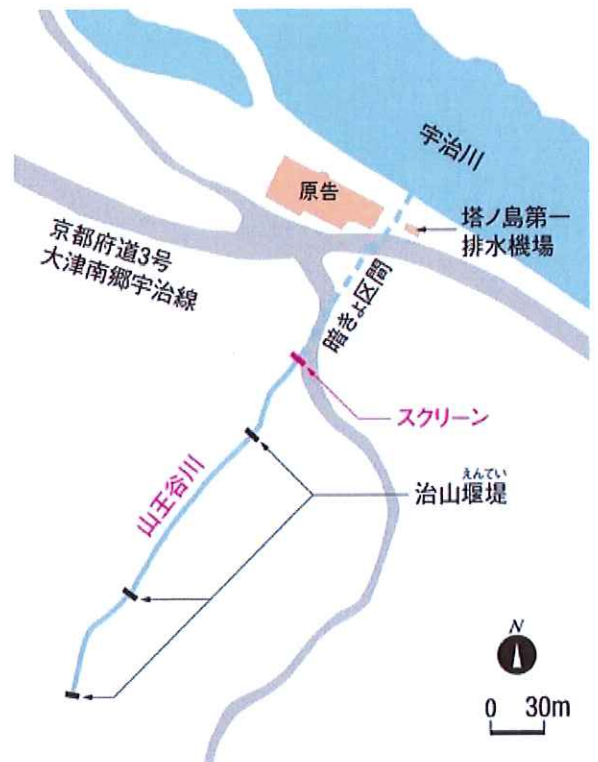 宇治川
原告
塔ノ島第一
排水機場
京都府道3号
大津南郷宇治線
暗きょ区間
スクリーン
えんてい
治山堰堤
山王谷川
N
0 30m